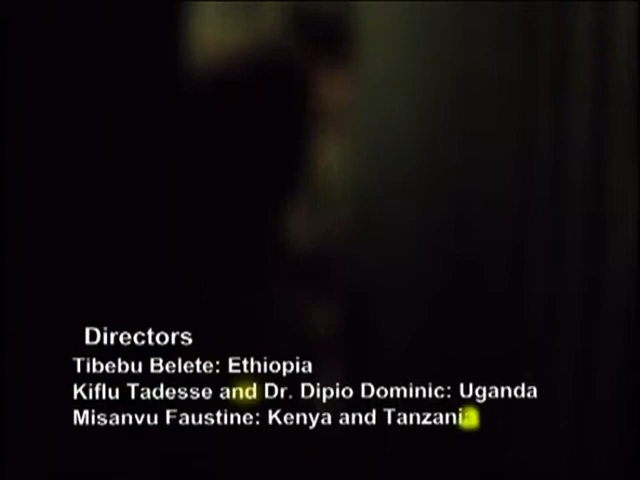 Directors
Tibebu Belete: Ethiopia
Kiflu Tadesse and Dr. Dipio Dominic: Uganda
Misanvu Faustine: Kenya and Tanzania